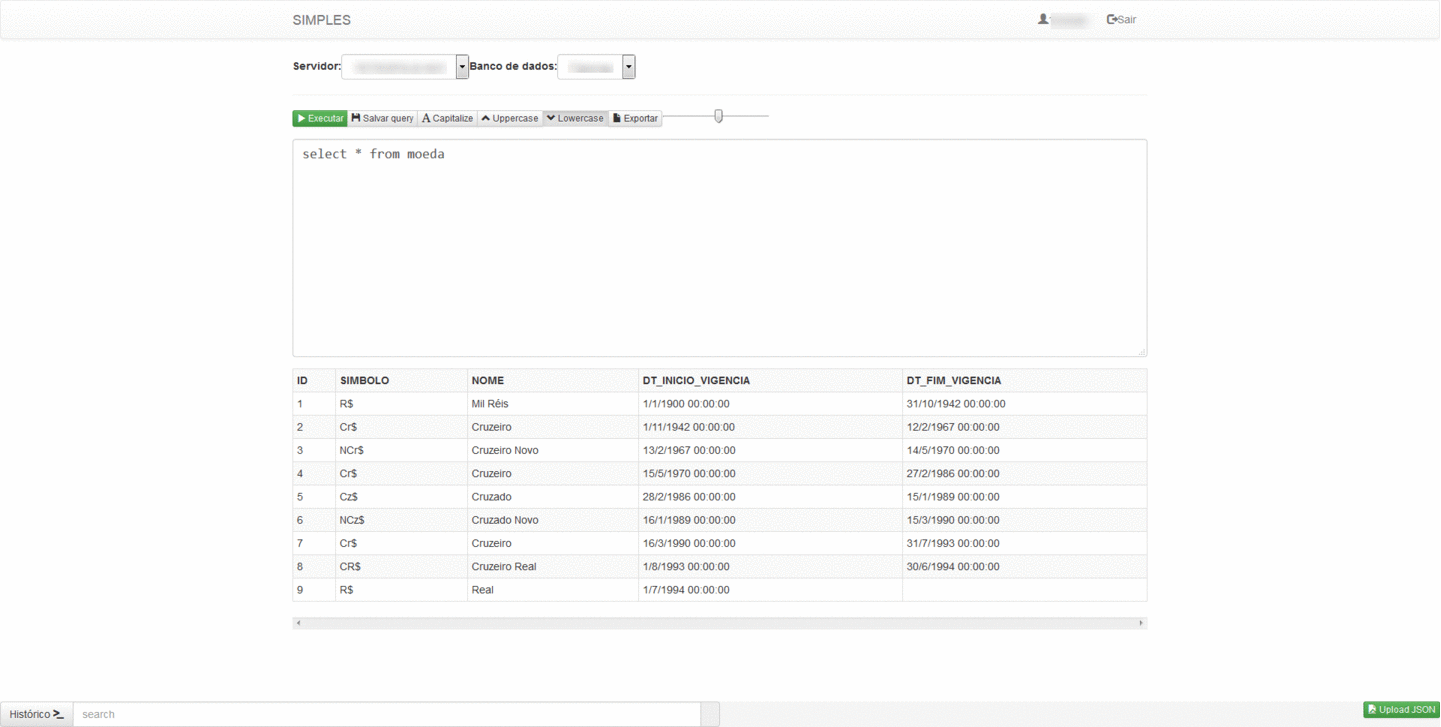 SIMPLES Sair
Servidor: Banco de dados:
Executar Salvar query Capitalize Uppercase Lowercase Exportar
select * from moeda
ID SIMBOLO NOME DT_INICIO_VIGENCIA DT_FIM_VIGENCIA
1 R$ Mil Réis 1/1/1900 00:00:00 31/10/1942 00:00:00
2 Cr$ Cruzeiro 1/11/1942 00:00:00 12/2/1967 00:00:00
3 NCr$ Cruzeiro Novo 13/2/1967 00:00:00 14/5/1970 00:00:00
4 Cr$ Cruzeiro 15/5/1970 00:00:00 27/2/1986 00:00:00
5 Cz$ Cruzado 28/2/1986 00:00:00 15/1/1989 00:00:00
6 NCz$ Cruzado Novo 16/1/1989 00:00:00 15/3/1990 00:00:00
7 Cr$ Cruzeiro 16/3/1990 00:00:00 31/7/1993 00:00:00
8 CR$ Cruzeiro Real 1/8/1993 00:00:00 30/6/1994 00:00:00
9 R$ Real 1/7/1994 00:00:00
Histórico >_ search Upload JSON